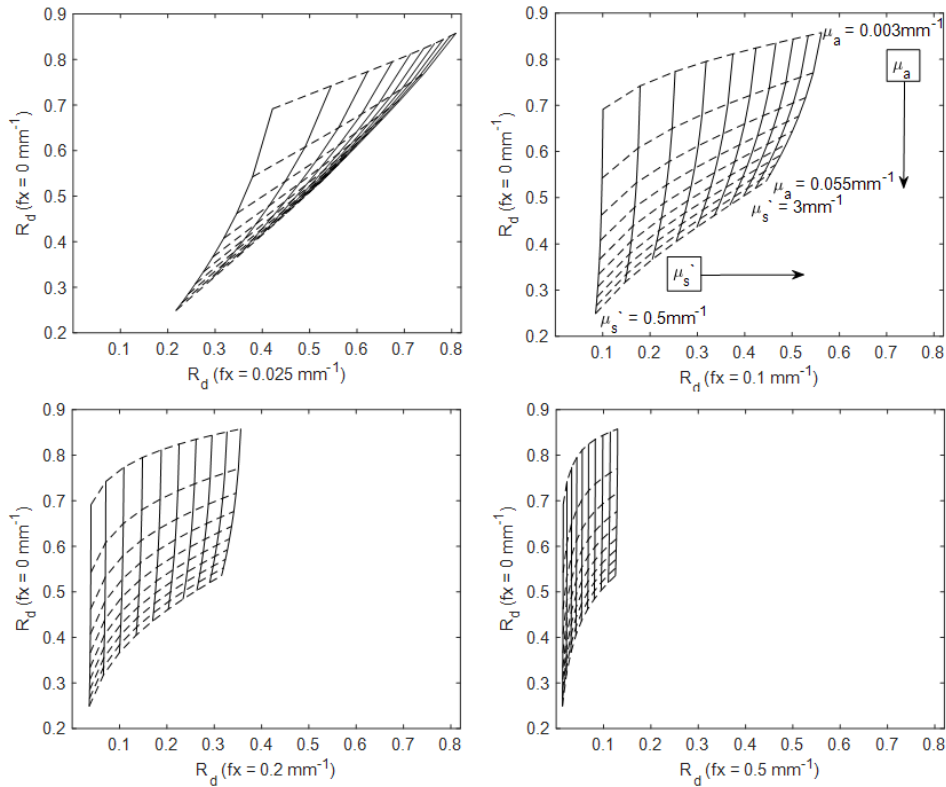 0.9
0.8
0.7
0.6
0.5
0.4
0.3
0.2
R_d (fx = 0 mm⁻¹)
0.1 0.2 0.3 0.4 0.5 0.6 0.7 0.8
R_d (fx = 0.025 mm⁻¹)
0.9
0.8
0.7
0.6
0.5
0.4
0.3
0.2
R_d (fx = 0 mm⁻¹)
μ_a = 0.003mm⁻¹
μ_a
μ_a = 0.055mm⁻¹
μ_s` = 3mm⁻¹
μ_s`
μ_s` = 0.5mm⁻¹
0.1 0.2 0.3 0.4 0.5 0.6 0.7 0.8
R_d (fx = 0.1 mm⁻¹)
0.9
0.8
0.7
0.6
0.5
0.4
0.3
0.2
R_d (fx = 0 mm⁻¹)
0.1 0.2 0.3 0.4 0.5 0.6 0.7 0.8
R_d (fx = 0.2 mm⁻¹)
0.9
0.8
0.7
0.6
0.5
0.4
0.3
0.2
R_d (fx = 0 mm⁻¹)
0.1 0.2 0.3 0.4 0.5 0.6 0.7 0.8
R_d (fx = 0.5 mm⁻¹)